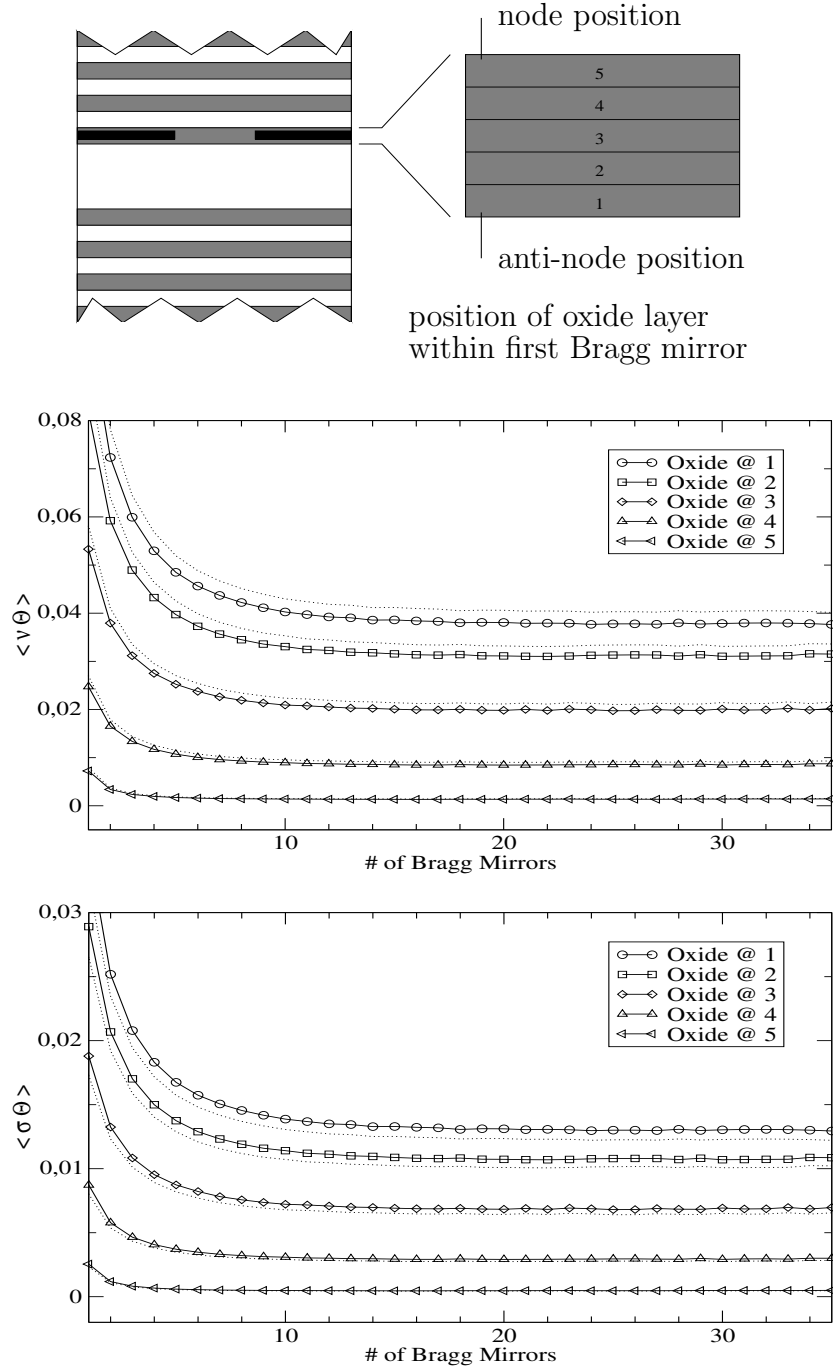 node position
5
4
3
2
1
anti-node position
position of oxide layer
within first Bragg mirror
0,08
0,06
0,04
0,02
0
<νΘ>
Oxide @ 1
Oxide @ 2
Oxide @ 3
Oxide @ 4
Oxide @ 5
10 20 30
# of Bragg Mirrors
0,03
0,02
0,01
0
<σΘ>
Oxide @ 1
Oxide @ 2
Oxide @ 3
Oxide @ 4
Oxide @ 5
10 20 30
# of Bragg Mirrors